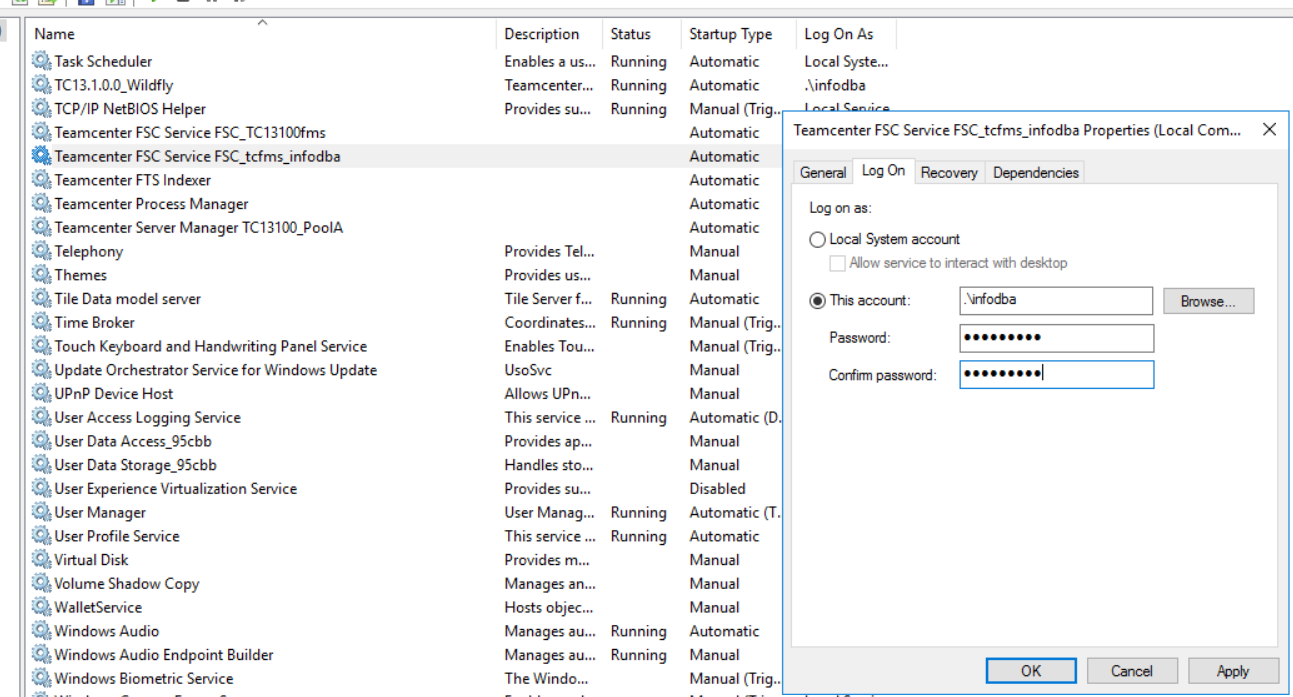 Name Description Status Startup Type Log On As
Task Scheduler Enables a us... Running Automatic Local Syste...
TC13.1.0.0_Wildfly Teamcenter... Running Automatic .\infodba
TCP/IP NetBIOS Helper Provides su... Running Manual (Trig... Local Service
Teamcenter FSC Service FSC_TC13100fms Automatic
Teamcenter FSC Service FSC_tcfms_infodba Automatic
Teamcenter FTS Indexer Automatic
Teamcenter Process Manager Automatic
Teamcenter Server Manager TC13100_PoolA Automatic
Telephony Provides Tel... Manual
Themes Provides us... Manual
Tile Data model server Tile Server f... Running Automatic
Time Broker Coordinates... Running Manual (Trig..
Touch Keyboard and Handwriting Panel Service Enables Tou... Manual (Trig..
Update Orchestrator Service for Windows Update UsoSvc Manual
UPnP Device Host Allows UPn... Manual
User Access Logging Service This service ... Running Automatic (D.
User Data Access_95cbb Provides ap... Manual
User Data Storage_95cbb Handles sto... Manual
User Experience Virtualization Service Provides su... Disabled
User Manager User Manag... Running Automatic (T.
User Profile Service This service ... Running Automatic
Virtual Disk Provides m... Manual
Volume Shadow Copy Manages an... Manual
WalletService Hosts objec... Manual
Windows Audio Manages au... Running Automatic
Windows Audio Endpoint Builder Manages au... Running Manual
Windows Biometric Service The Windo... Manual (Trig..
Teamcenter FSC Service FSC_tcfms_infodba Properties (Local Com...
General Log On Recovery Dependencies
Log on as:
Local System account
Allow service to interact with desktop
This account: .\infodba Browse...
Password: •••••••••
Confirm password: •••••••••
OK Cancel Apply